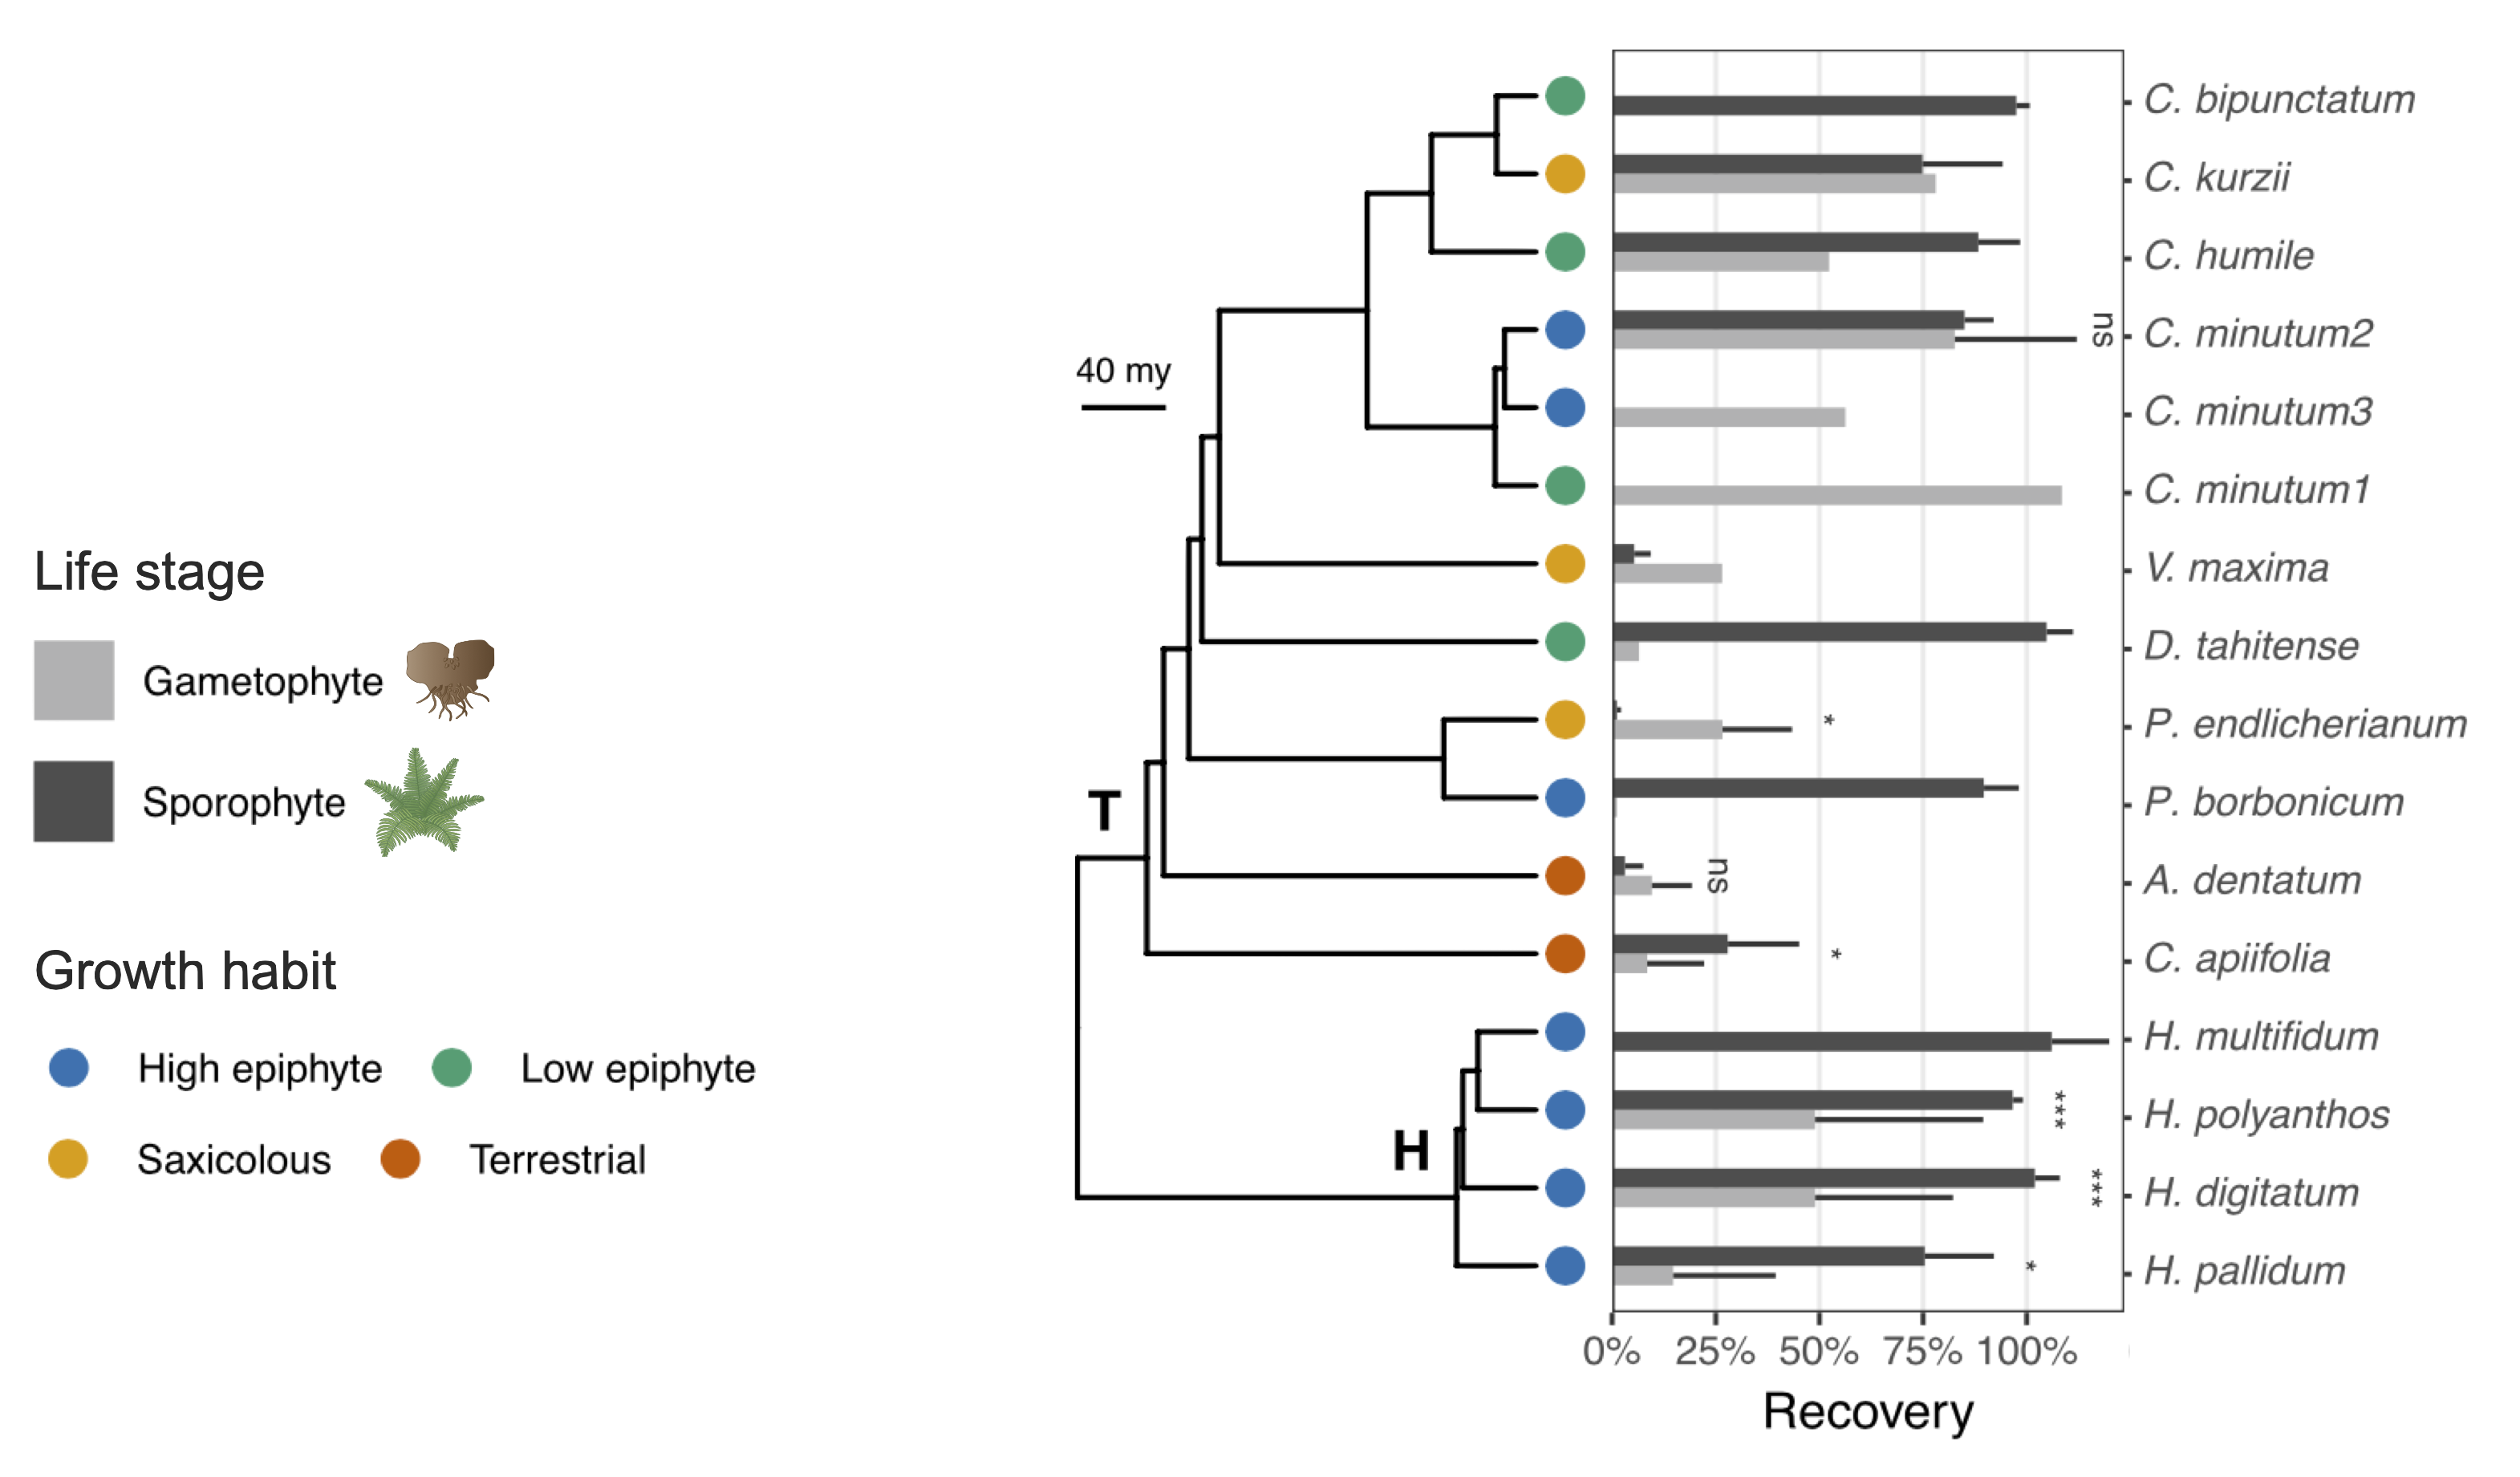 Life stage
Gametophyte
Sporophyte
Growth habit
High epiphyte
Low epiphyte
Saxicolous
Terrestrial
40 my
T
H
C. bipunctatum
C. kurzii
C. humile
ns
C. minutum2
C. minutum3
C. minutum1
V. maxima
D. tahitense
*
P. endlicherianum
P. borbonicum
ns
A. dentatum
*
C. apiifolia
H. multifidum
***
H. polyanthos
***
H. digitatum
*
H. pallidum
0% 25% 50% 75% 100%
Recovery